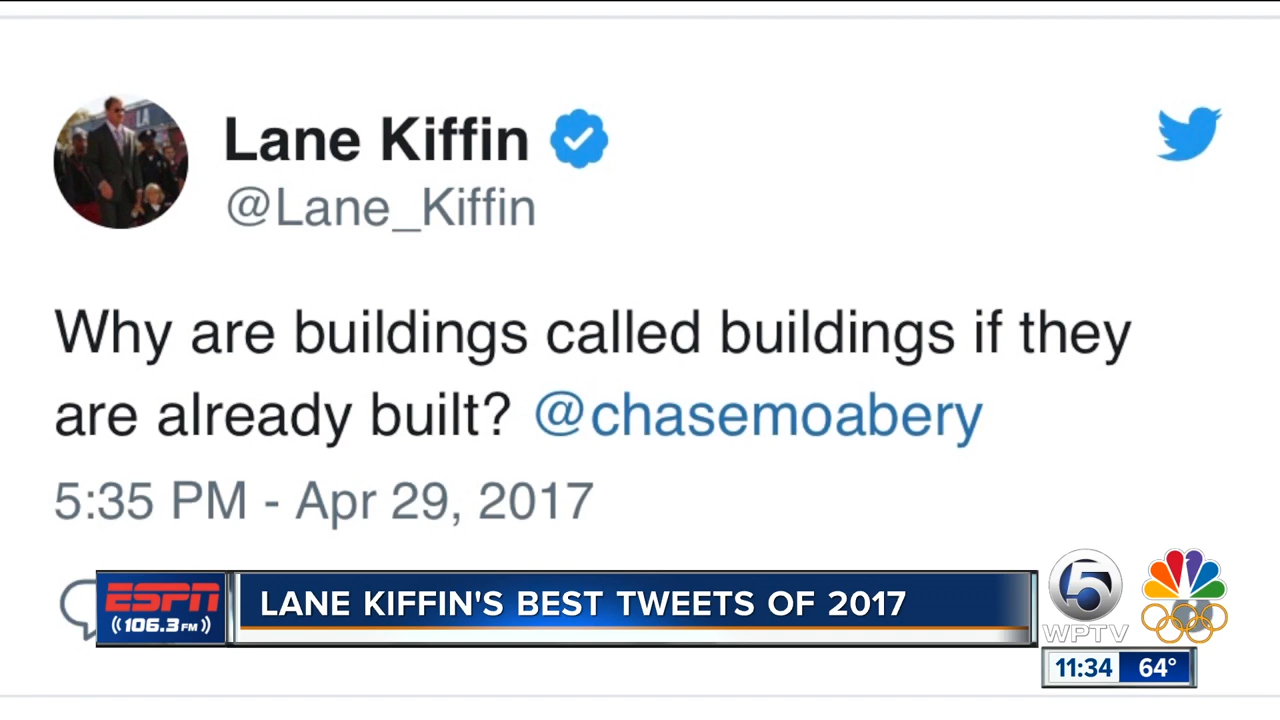 Lane Kiffin
@Lane_Kiffin
Why are buildings called buildings if they
are already built? @chasemoabery
5:35 PM - Apr 29, 2017
ESPN
106.3 FM
LANE KIFFIN'S BEST TWEETS OF 2017
5
WPTV
11:34 64°